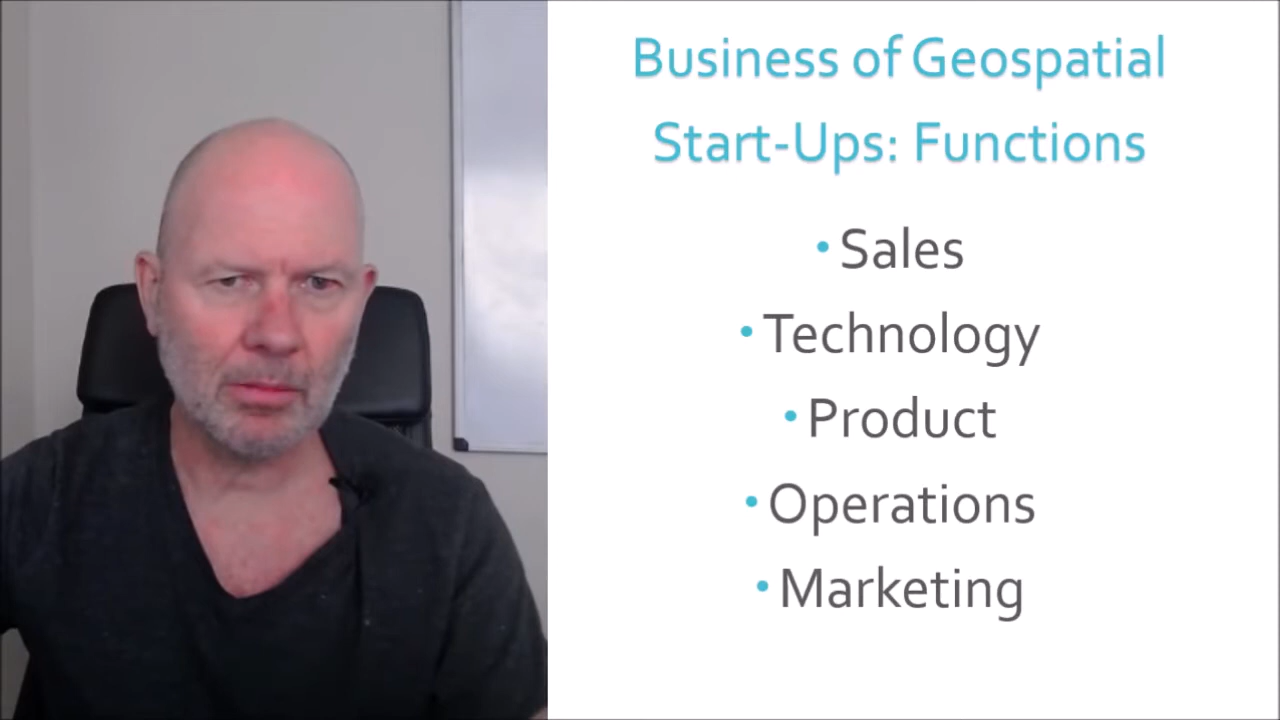 Business of Geospatial
Start-Ups: Functions
• Sales
• Technology
• Product
• Operations
• Marketing